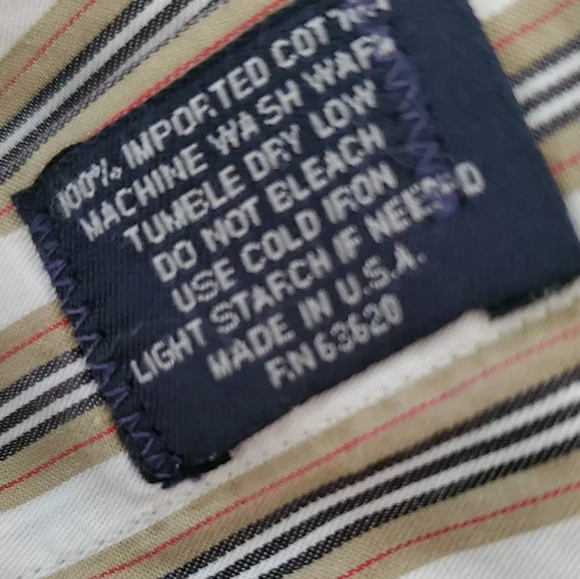 100% IMPORTED COTTON
MACHINE WASH WARM
TUMBLE DRY LOW
DO NOT BLEACH
USE COLD IRON
LIGHT STARCH IF NEEDED
MADE IN U.S.A.
RN 63620